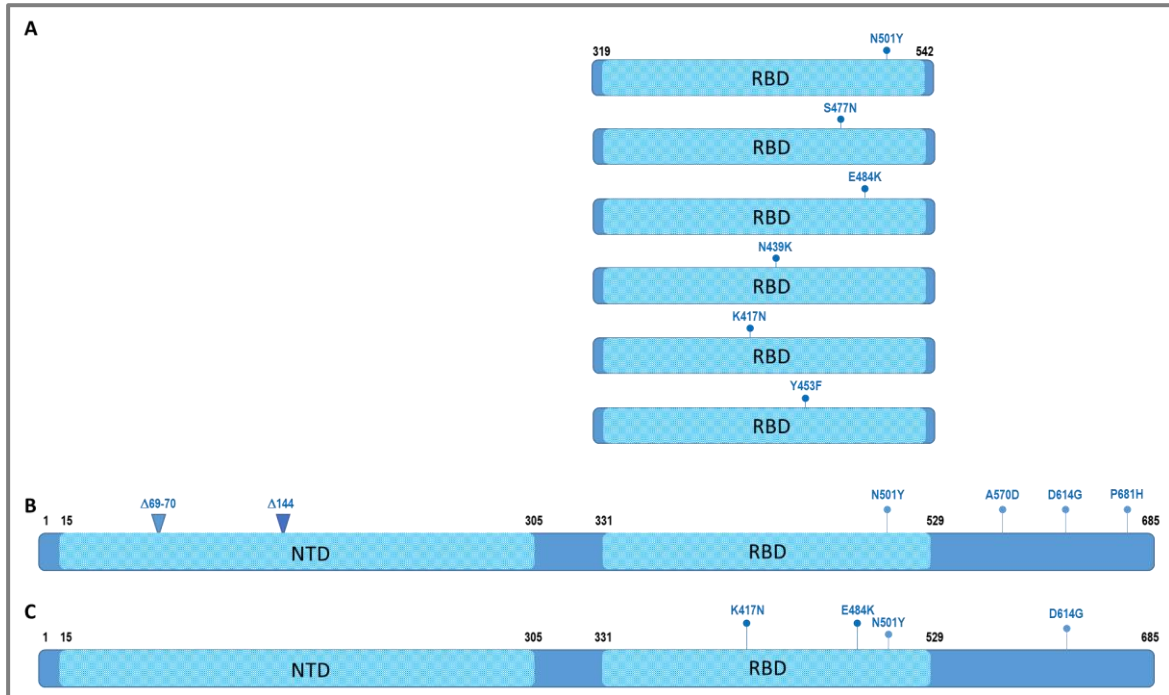 A
N501Y
319 542
RBD
S477N
RBD
E484K
RBD
N439K
RBD
K417N
RBD
Y453F
RBD
B
Δ69-70 Δ144 N501Y A570D D614G P681H
1 15 305 331 529 685
NTD RBD
C
K417N E484K N501Y D614G
1 15 305 331 529 685
NTD RBD